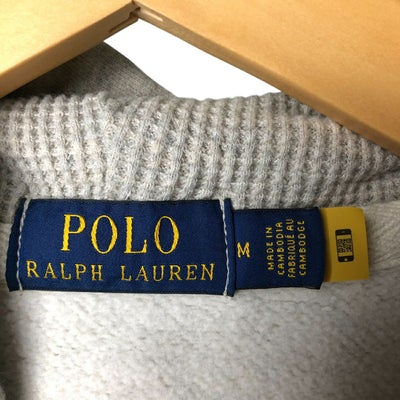 POLO
RALPH LAUREN
M
MADE IN
CAMBODIA
FABRIQUÉ AU
CAMBODGE